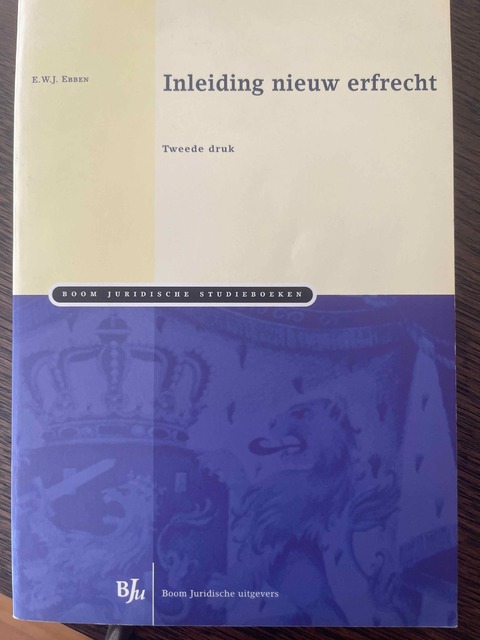 E.W.J. EBBEN
Inleiding nieuw erfrecht
Tweede druk
BOOM JURIDISCHE STUDIEBOEKEN
BJu
Boom Juridische uitgevers